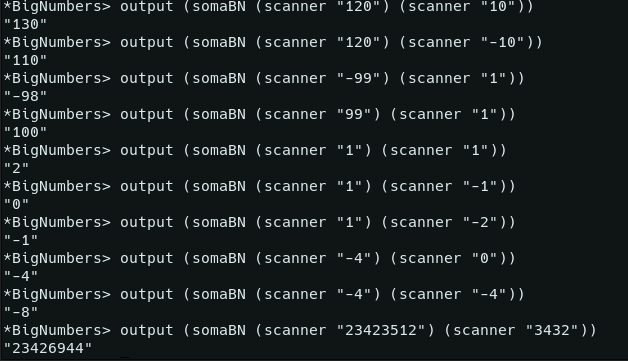 *BigNumbers> output (somaBN (scanner "120") (scanner "10"))
"130"
*BigNumbers> output (somaBN (scanner "120") (scanner "-10"))
"110"
*BigNumbers> output (somaBN (scanner "-99") (scanner "1"))
"-98"
*BigNumbers> output (somaBN (scanner "99") (scanner "1"))
"100"
*BigNumbers> output (somaBN (scanner "1") (scanner "1"))
"2"
*BigNumbers> output (somaBN (scanner "1") (scanner "-1"))
"0"
*BigNumbers> output (somaBN (scanner "1") (scanner "-2"))
"-1"
*BigNumbers> output (somaBN (scanner "-4") (scanner "0"))
"-4"
*BigNumbers> output (somaBN (scanner "-4") (scanner "-4"))
"-8"
*BigNumbers> output (somaBN (scanner "23423512") (scanner "3432"))
"23426944"